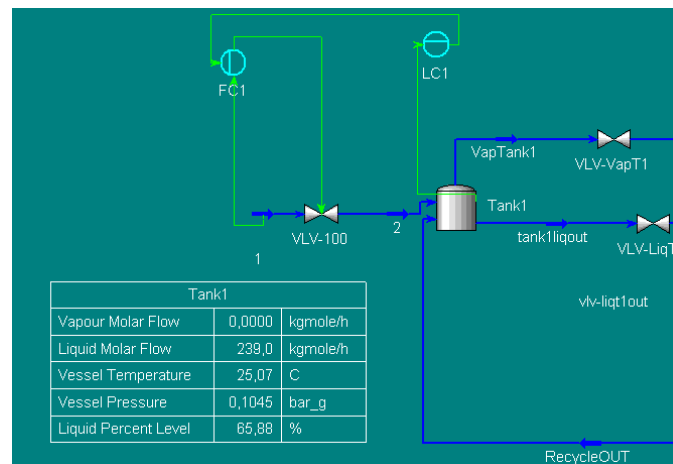 LC1
FC1
VapTank1
VLV-VapT1
Tank1
VLV-100
2
tank1liqout
VLV-LiqT
1
vlv-liqt1out
Tank1
Vapour Molar Flow 0,0000 kgmole/h
Liquid Molar Flow 239,0 kgmole/h
Vessel Temperature 25,07 C
Vessel Pressure 0,1045 bar_g
Liquid Percent Level 65,88 %
RecycleOUT